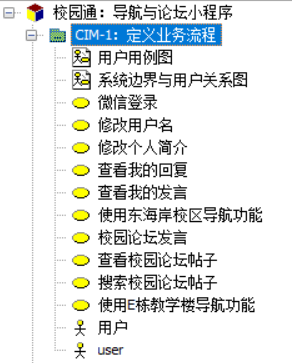 校园通：导航与论坛小程序
CIM-1：定义业务流程
用户用例图
系统边界与用户关系图
微信登录
修改用户名
修改个人简介
查看我的回复
查看我的发言
使用东海岸校区导航功能
校园论坛发言
查看校园论坛帖子
搜索校园论坛帖子
使用E栋教学楼导航功能
用户
user